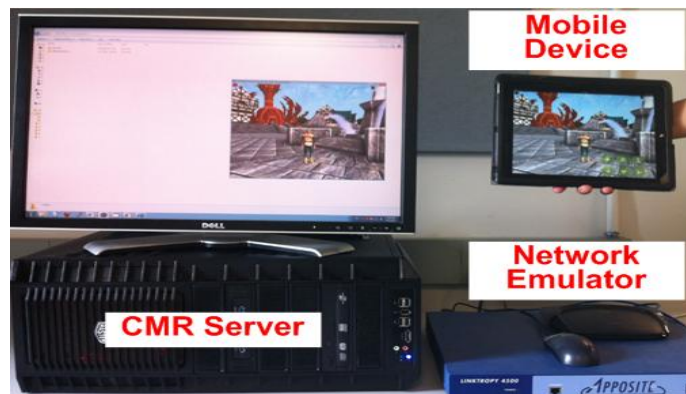 Mobile
Device
DELL
Network
Emulator
CMR Server
LINKTROPY 4500
APPOSITE